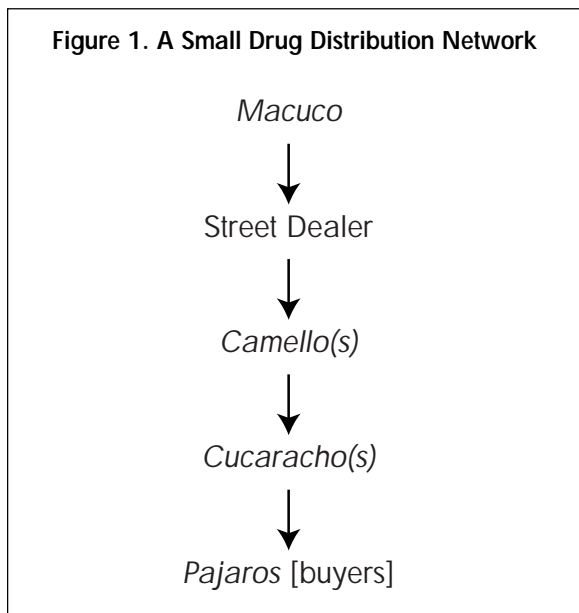 Figure 1. A Small Drug Distribution Network
Macuco
Street Dealer
Camello(s)
Cucaracho(s)
Pajaros [buyers]